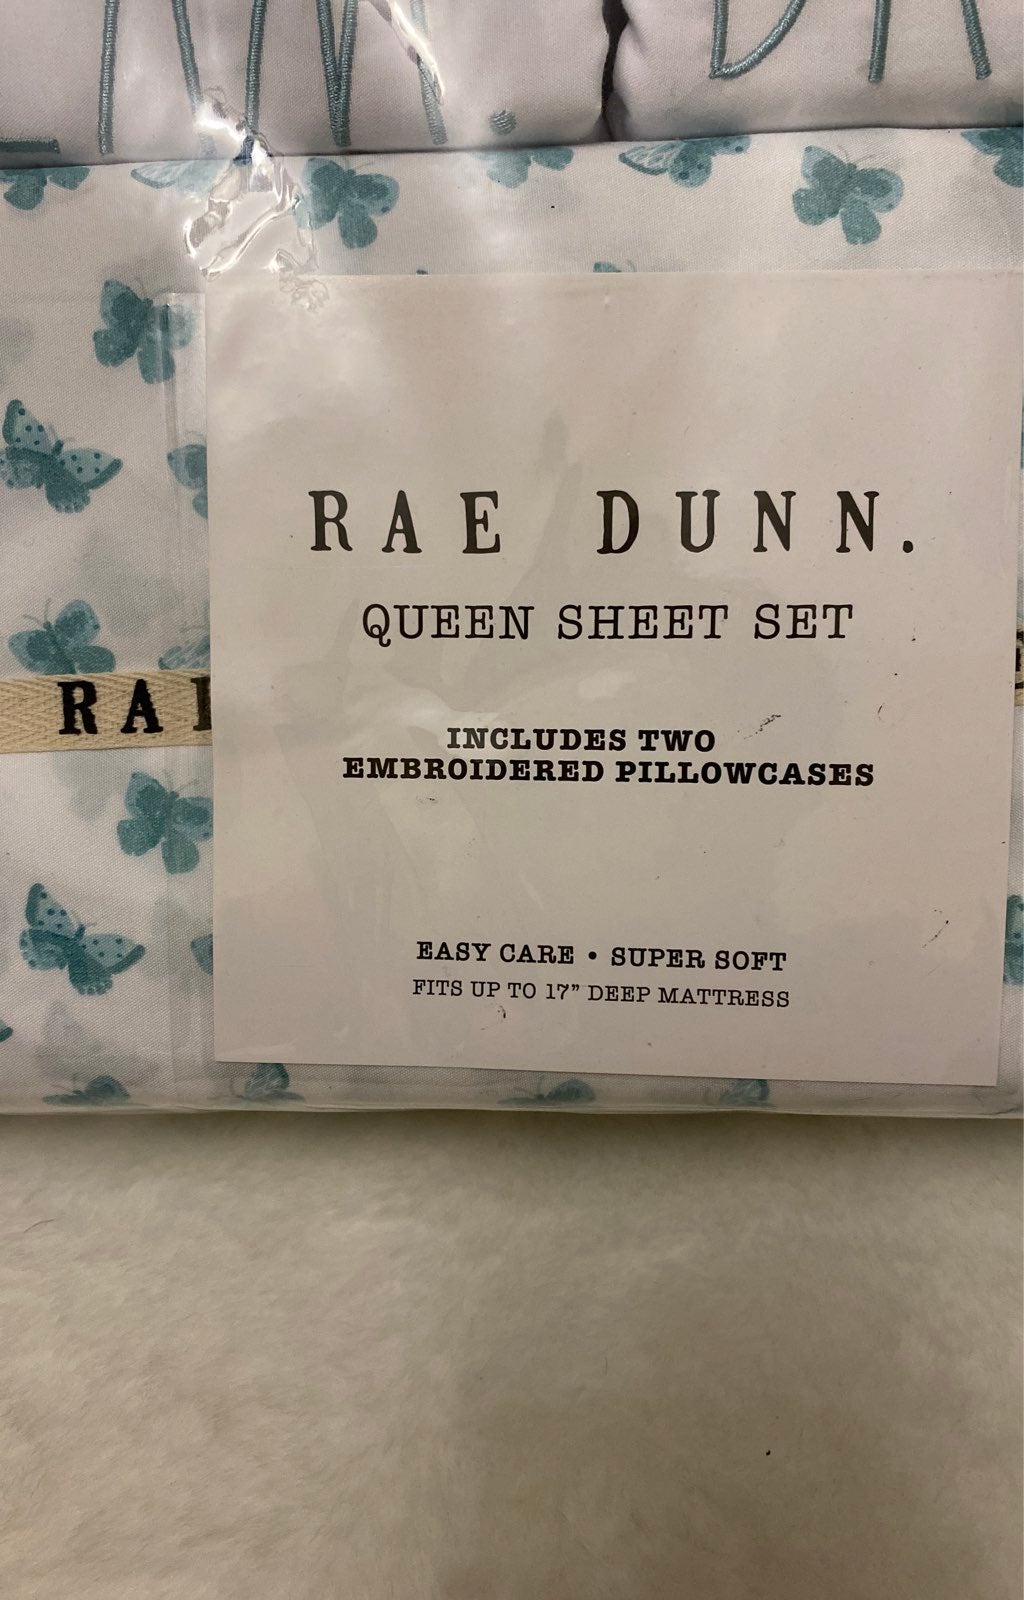 RAE DUNN.
QUEEN SHEET SET
RAE
INCLUDES TWO
EMBROIDERED PILLOWCASES
EASY CARE • SUPER SOFT
FITS UP TO 17” DEEP MATTRESS